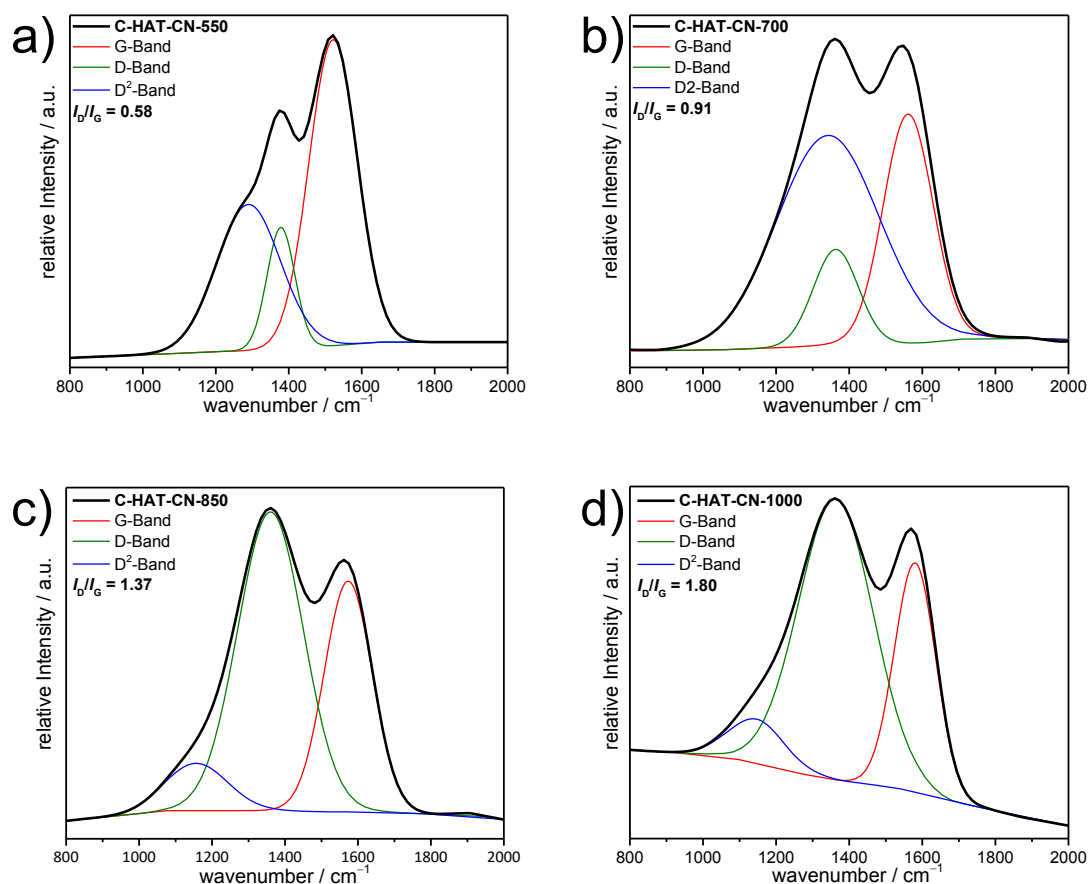 a)
C-HAT-CN-550
G-Band
D-Band
D²-Band
I_D/I_G = 0.58
relative Intensity / a.u.
800 1000 1200 1400 1600 1800 2000
wavenumber / cm⁻¹
b)
C-HAT-CN-700
G-Band
D-Band
D2-Band
I_D/I_G = 0.91
relative Intensity / a.u.
800 1000 1200 1400 1600 1800 2000
wavenumber / cm⁻¹
c)
C-HAT-CN-850
G-Band
D-Band
D²-Band
I_D/I_G = 1.37
relative Intensity / a.u.
800 1000 1200 1400 1600 1800 2000
wavenumber / cm⁻¹
d)
C-HAT-CN-1000
G-Band
D-Band
D²-Band
I_D/I_G = 1.80
relative Intensity / a.u.
800 1000 1200 1400 1600 1800 2000
wavenumber / cm⁻¹